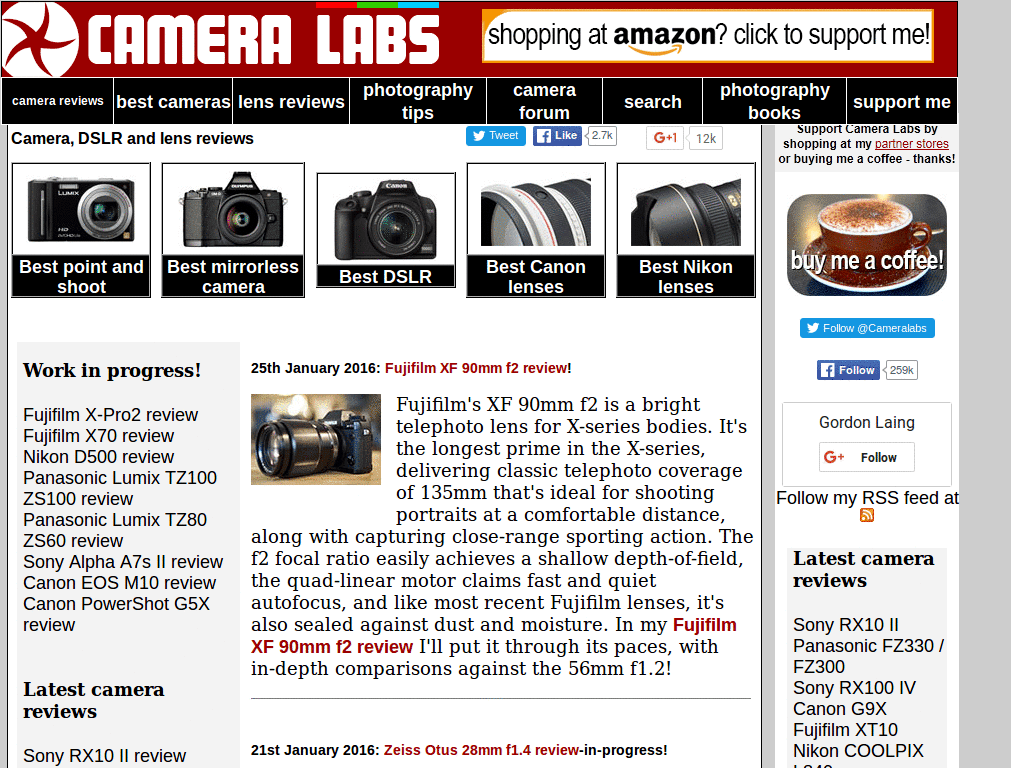 CAMERA LABS
shopping at amazon? click to support me!
camera reviews
best cameras
lens reviews
photography
tips
camera
forum
search
photography
books
support me
Camera, DSLR and lens reviews
Tweet
Like
2.7k
+1
12k
LUMIX
HD
OLYMPUS
Canon
Best point and
shoot
Best mirrorless
camera
Best DSLR
Best Canon
lenses
Best Nikon
lenses
Work in progress!
Fujifilm X-Pro2 review
Fujifilm X70 review
Nikon D500 review
Panasonic Lumix TZ100
ZS100 review
Panasonic Lumix TZ80
ZS60 review
Sony Alpha A7s II review
Canon EOS M10 review
Canon PowerShot G5X
review
Latest camera
reviews
Sony RX10 II review
25th January 2016: Fujifilm XF 90mm f2 review!
Fujifilm's XF 90mm f2 is a bright
telephoto lens for X-series bodies. It's
the longest prime in the X-series,
delivering classic telephoto coverage
of 135mm that's ideal for shooting
portraits at a comfortable distance,
along with capturing close-range sporting action. The
f2 focal ratio easily achieves a shallow depth-of-field,
the quad-linear motor claims fast and quiet
autofocus, and like most recent Fujifilm lenses, it's
also sealed against dust and moisture. In my Fujifilm
XF 90mm f2 review I'll put it through its paces, with
in-depth comparisons against the 56mm f1.2!
21st January 2016: Zeiss Otus 28mm f1.4 review-in-progress!
Support Camera Labs by
shopping at my partner stores
or buying me a coffee - thanks!
buy me a coffee!
Follow @Cameralabs
Follow
259k
Gordon Laing
G+ Follow
Follow my RSS feed at
Latest camera
reviews
Sony RX10 II
Panasonic FZ330 /
FZ300
Sony RX100 IV
Canon G9X
Fujifilm XT10
Nikon COOLPIX